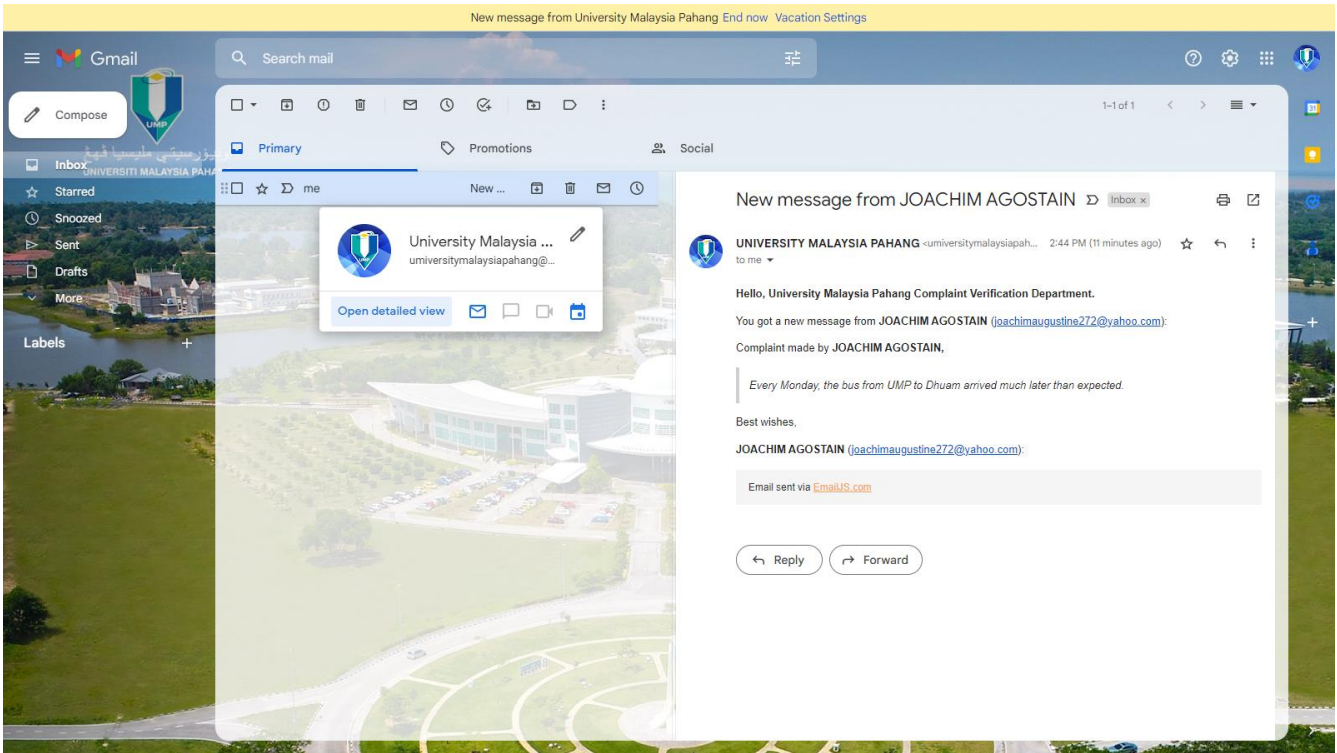 New message from University Malaysia Pahang End now Vacation Settings
Gmail
Search mail
Compose
UMP
UNIVERSITI MALAYSIA PAHA
Inbox
Starred
Snoozed
Sent
Drafts
More
Labels
1–1 of 1
31
Primary
Promotions
Social
me
New ...
University Malaysia ...
umiversitymalaysiapahang@...
Open detailed view
New message from JOACHIM AGOSTAIN Inbox ×
UNIVERSITY MALAYSIA PAHANG <umiversitymalaysiapah... 2:44 PM (11 minutes ago)
to me
Hello, University Malaysia Pahang Complaint Verification Department.
You got a new message from JOACHIM AGOSTAIN (joachimaugustine272@yahoo.com):
Complaint made by JOACHIM AGOSTAIN,
Every Monday, the bus from UMP to Dhuam arrived much later than expected.
Best wishes,
JOACHIM AGOSTAIN (joachimaugustine272@yahoo.com):
Email sent via EmailJS.com
Reply
Forward